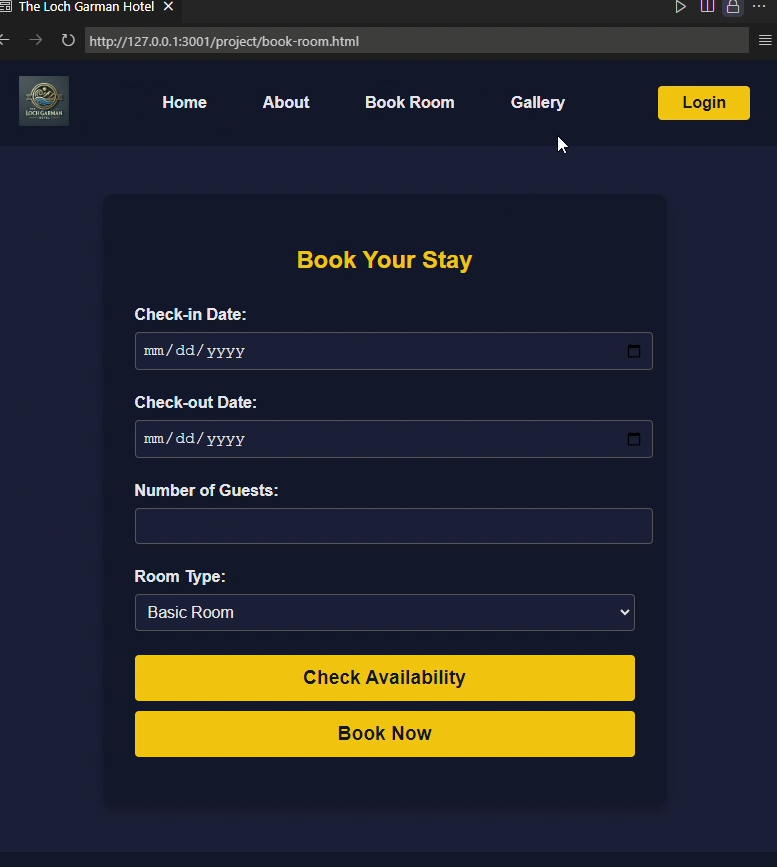 The Loch Garman Hotel
http://127.0.0.1:3001/project/book-room.html
LOCH GARMAN
Home About Book Room Gallery Login
Book Your Stay
Check-in Date:
mm/dd/yyyy
Check-out Date:
mm/dd/yyyy
Number of Guests:
Room Type:
Basic Room
Check Availability
Book Now